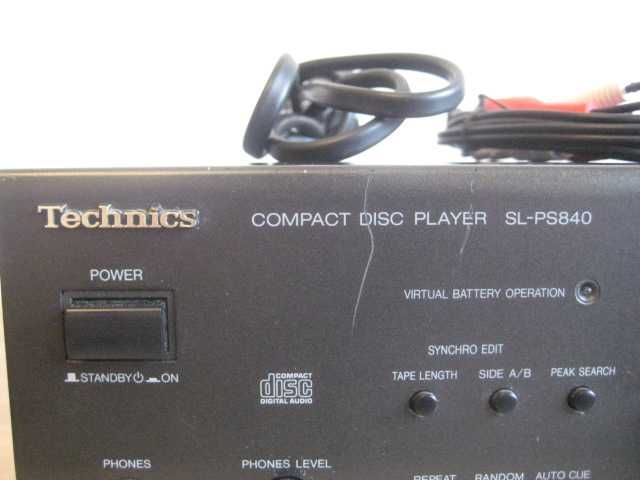 Technics COMPACT DISC PLAYER SL-PS840
POWER
VIRTUAL BATTERY OPERATION
SYNCHRO EDIT
STANDBY ON
COMPACT
disc
DIGITAL AUDIO
TAPE LENGTH SIDE A/B PEAK SEARCH
PHONES PHONES LEVEL
REPEAT RANDOM AUTO CUE